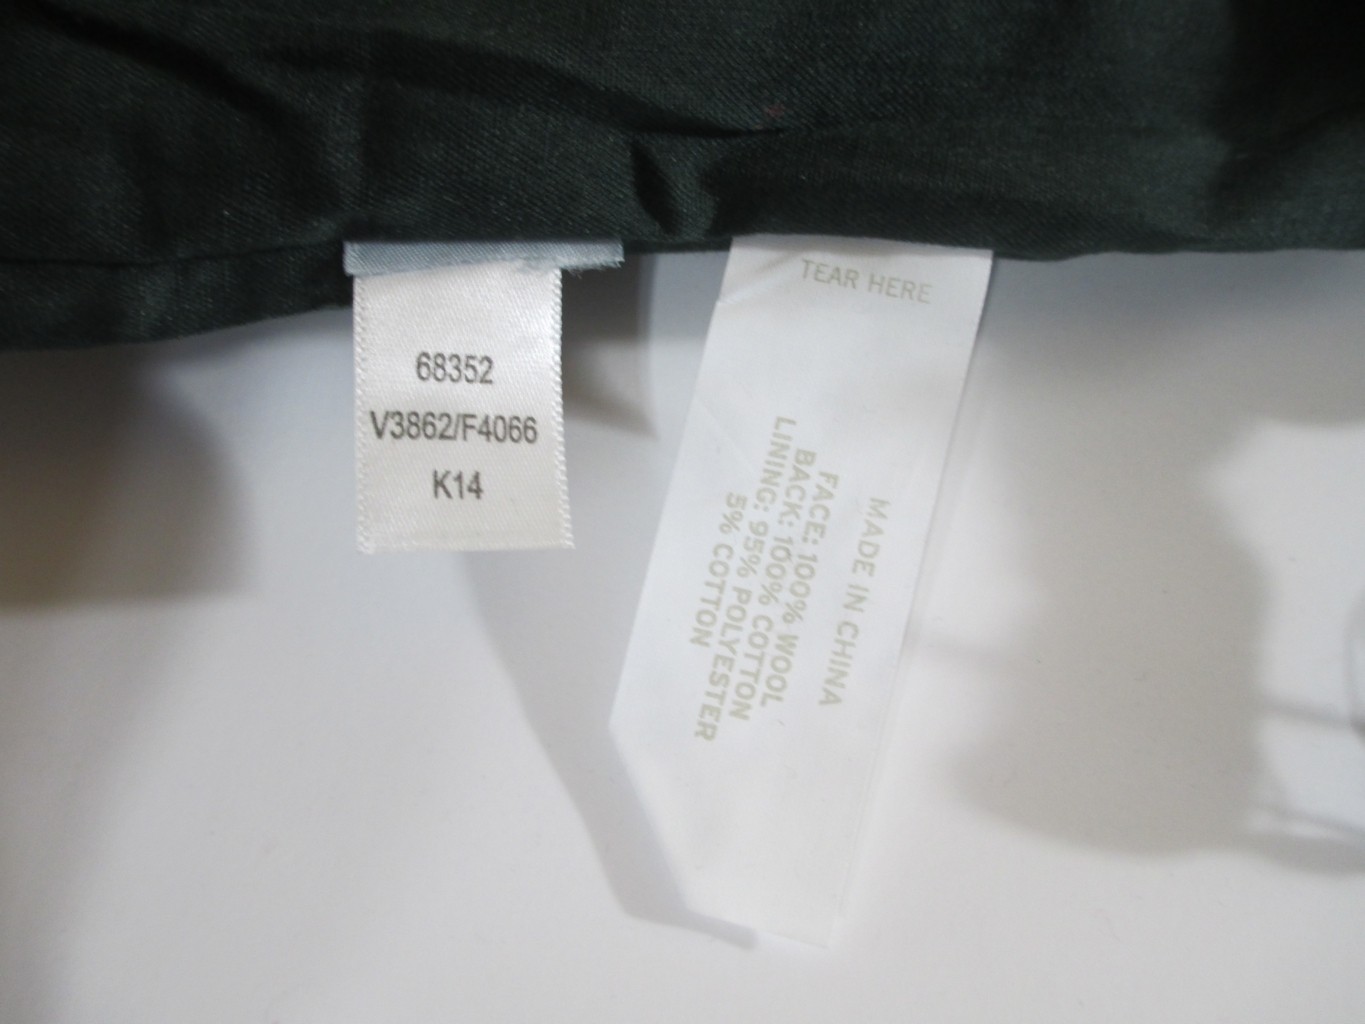 68352
V3862/F4066
K14
TEAR HERE
MADE IN CHINA
FACE: 100% WOOL
BACK: 100% COTTON
LINING: 95% POLYESTER
5% COTTON